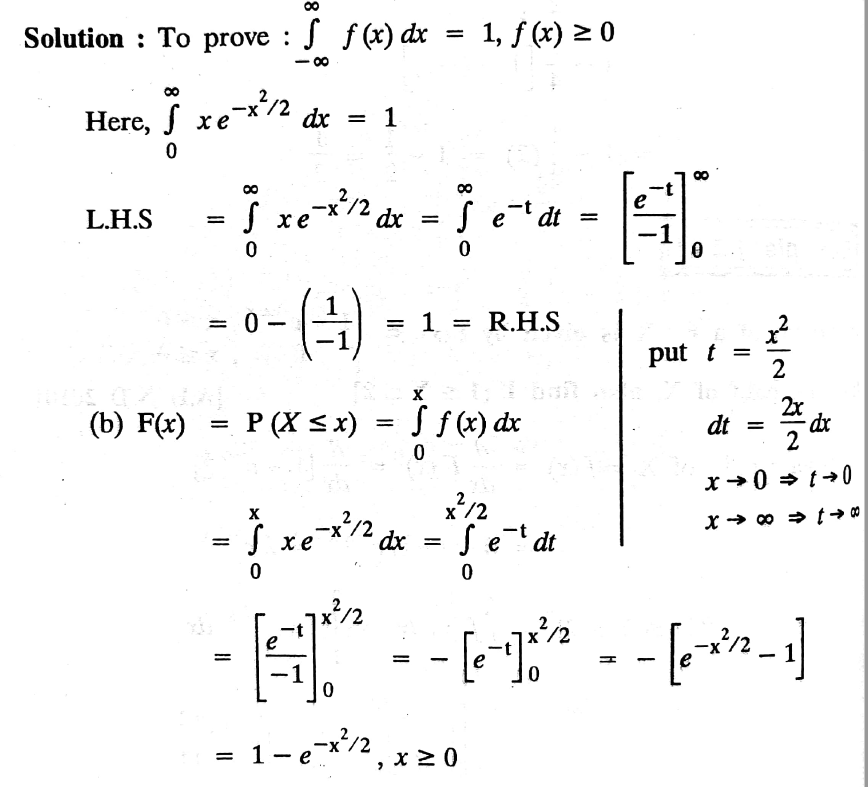 Solution : To prove : ∫_{-∞}^{∞} f (x) dx = 1, f (x) ≥ 0
Here, ∫_{0}^{∞} x e^{-x²/2} dx = 1
L.H.S = ∫_{0}^{∞} x e^{-x²/2} dx = ∫_{0}^{∞} e^{-t} dt = [e^{-t}/-1]_{0}^{∞}
= 0 - (1/-1) = 1 = R.H.S
put t = x²/2
dt = 2x/2 dx
x → 0 ⇒ t → 0
x → ∞ ⇒ t → ∞
(b) F(x) = P (X ≤ x) = ∫_{0}^{x} f (x) dx
= ∫_{0}^{x} x e^{-x²/2} dx = ∫_{0}^{x²/2} e^{-t} dt
= [e^{-t}/-1]_{0}^{x²/2} = - [e^{-t}]_{0}^{x²/2} = - [e^{-x²/2} - 1]
= 1 - e^{-x²/2} , x ≥ 0